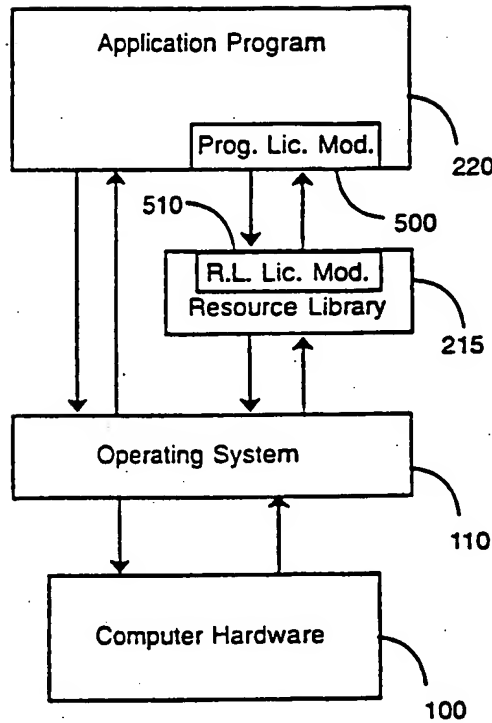 Application Program
Prog. Lic. Mod.
220
510
500
R.L. Lic. Mod.
Resource Library
215
Operating System
110
Computer Hardware
100